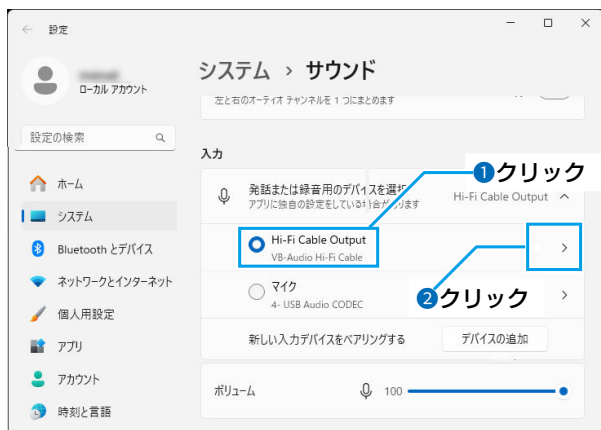 設定
ローカル アカウント
設定の検索
ホーム
システム
Bluetooth とデバイス
ネットワークとインターネット
個人用設定
アプリ
アカウント
時刻と言語
システム › サウンド
左と右のオーディオ チャンネルを 1 つにまとめます
入力
❶クリック
発話または録音用のデバイスを選択
Hi-Fi Cable Output
アプリに独自の設定をしている場合があります
Hi-Fi Cable Output
VB-Audio Hi-Fi Cable
❷クリック
マイク
4- USB Audio CODEC
新しい入力デバイスをペアリングする
デバイスの追加
ボリューム
100